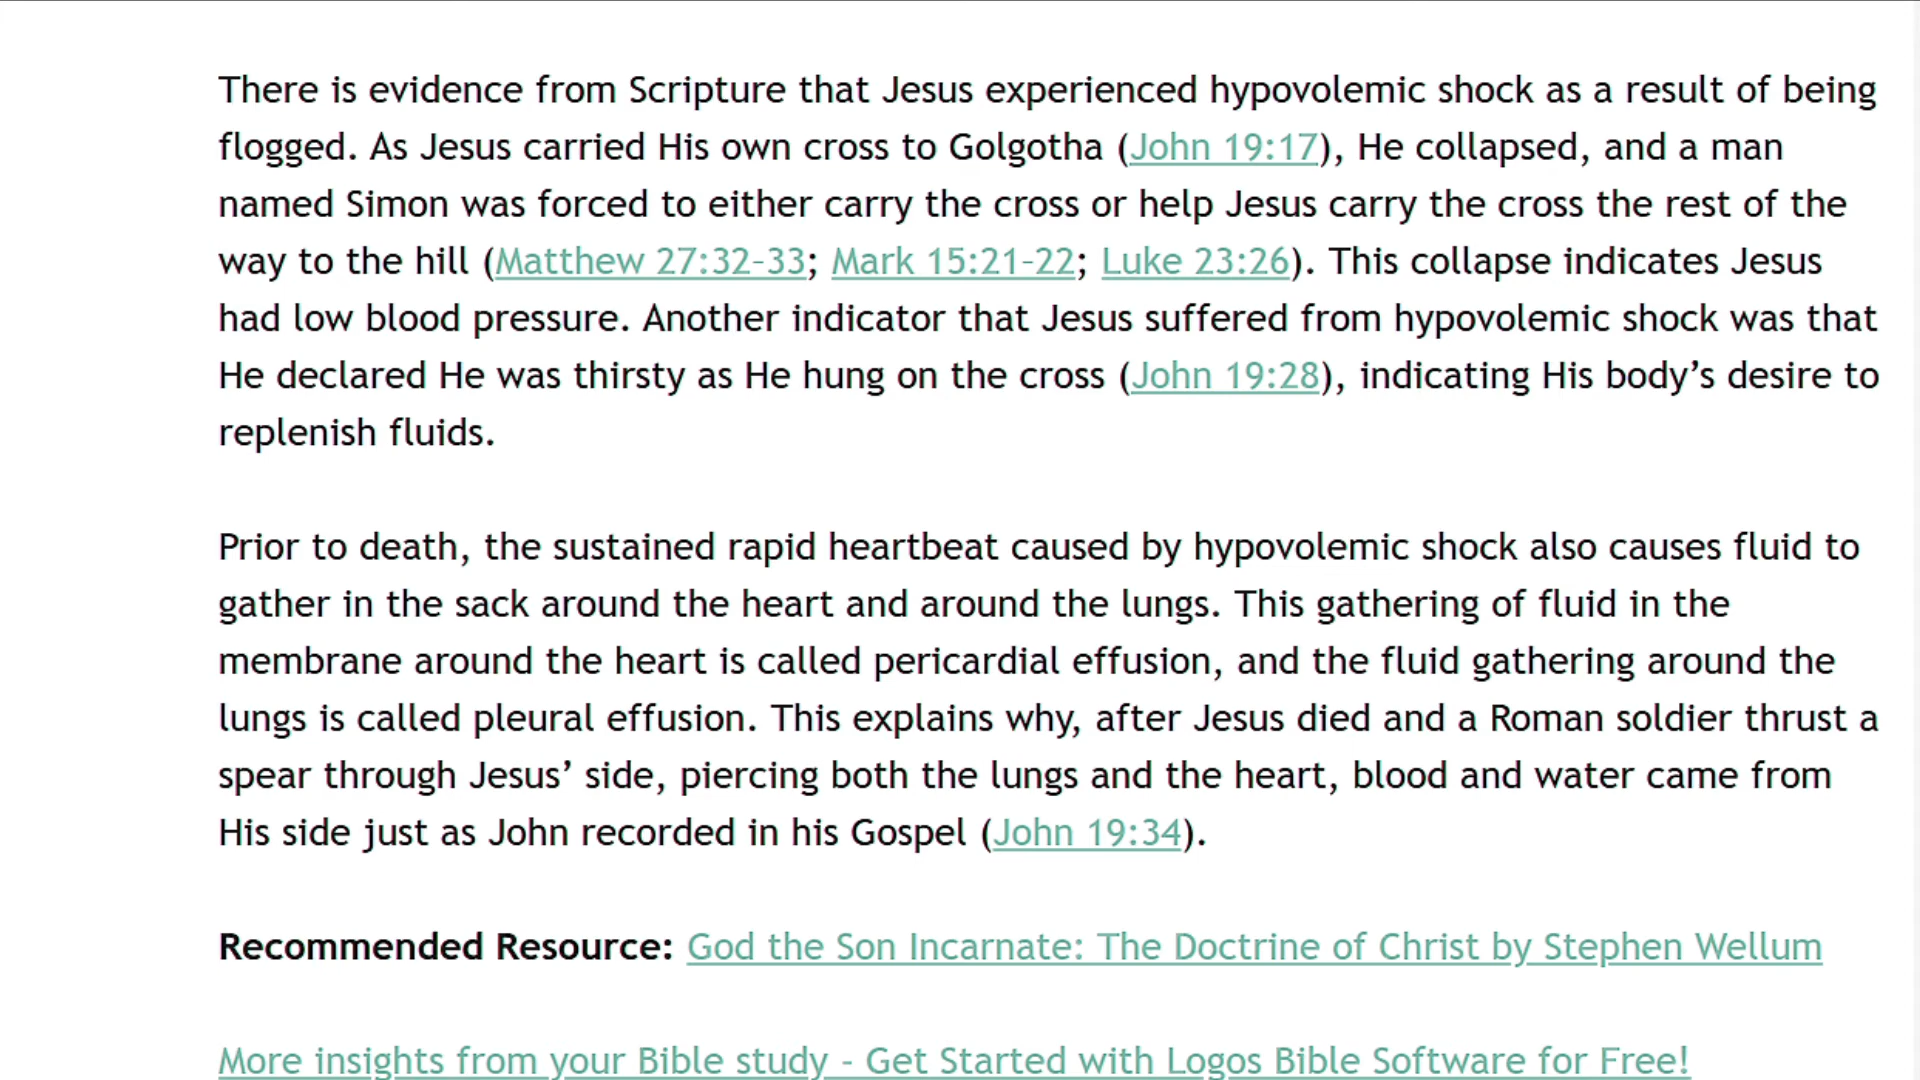 There is evidence from Scripture that Jesus experienced hypovolemic shock as a result of being
flogged. As Jesus carried His own cross to Golgotha (John 19:17), He collapsed, and a man
named Simon was forced to either carry the cross or help Jesus carry the cross the rest of the
way to the hill (Matthew 27:32–33; Mark 15:21–22; Luke 23:26). This collapse indicates Jesus
had low blood pressure. Another indicator that Jesus suffered from hypovolemic shock was that
He declared He was thirsty as He hung on the cross (John 19:28), indicating His body’s desire to
replenish fluids.
Prior to death, the sustained rapid heartbeat caused by hypovolemic shock also causes fluid to
gather in the sack around the heart and around the lungs. This gathering of fluid in the
membrane around the heart is called pericardial effusion, and the fluid gathering around the
lungs is called pleural effusion. This explains why, after Jesus died and a Roman soldier thrust a
spear through Jesus’ side, piercing both the lungs and the heart, blood and water came from
His side just as John recorded in his Gospel (John 19:34).
Recommended Resource: God the Son Incarnate: The Doctrine of Christ by Stephen Wellum
More insights from your Bible study - Get Started with Logos Bible Software for Free!